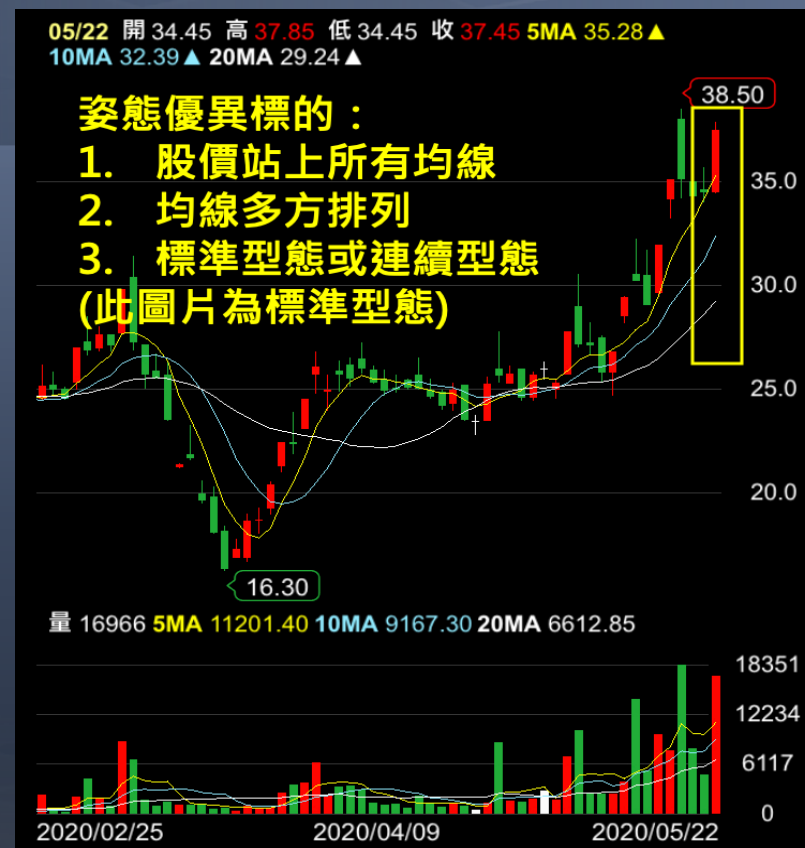 05/22 開 34.45 高 37.85 低 34.45 收 37.45 5MA 35.28▲
10MA 32.39▲ 20MA 29.24▲
38.50
姿態優異標的：
1. 股價站上所有均線
2. 均線多方排列
3. 標準型態或連續型態
(此圖片為標準型態)
35.0
30.0
25.0
20.0
16.30
量 16966 5MA 11201.40 10MA 9167.30 20MA 6612.85
18351
12234
6117
0
2020/02/25 2020/04/09 2020/05/22